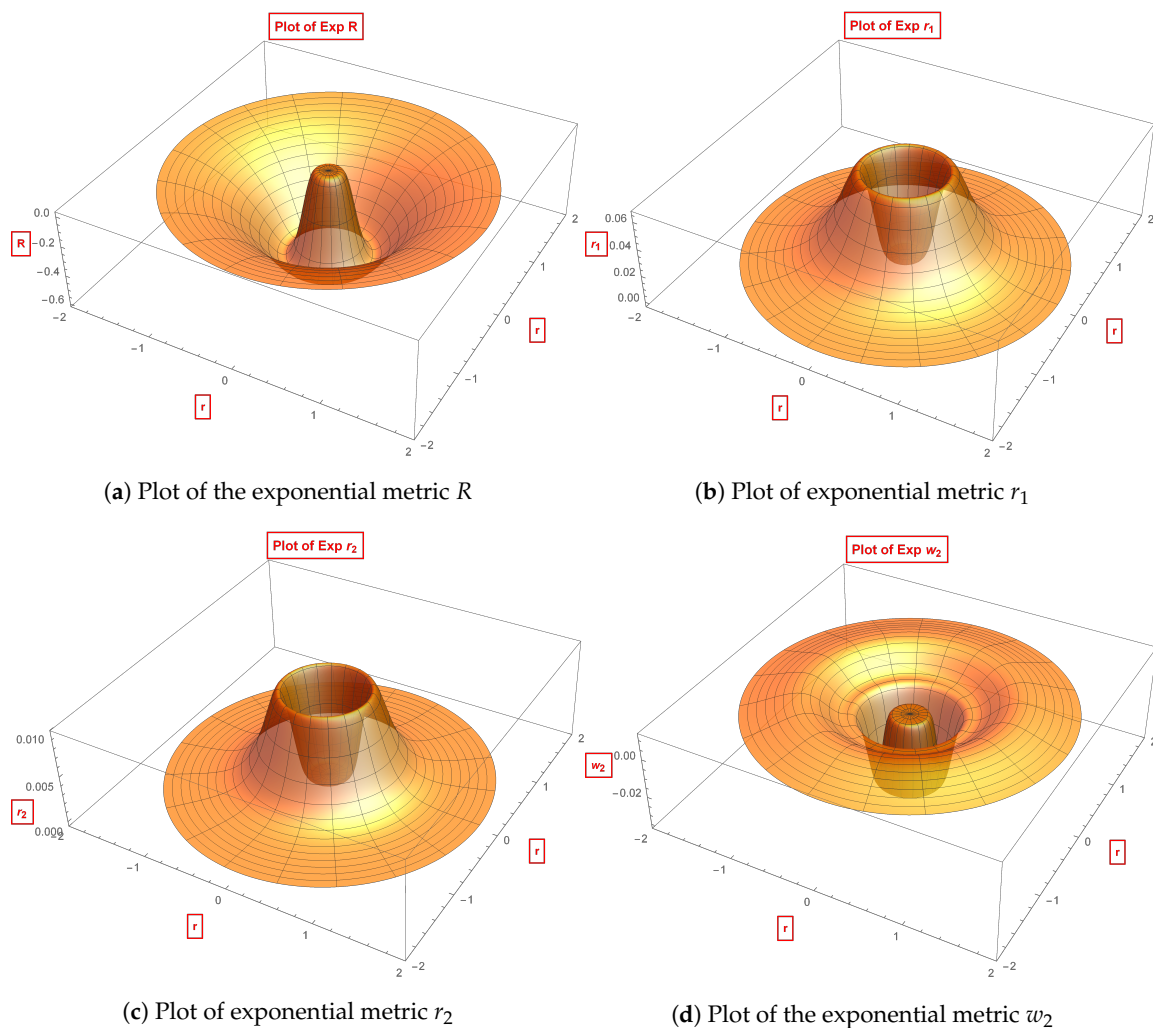 Plot of Exp R
0.0
-0.2
-0.4
-0.6
R
-2
-1
0
1
2
r
-2
-1
0
1
2
r
(a) Plot of the exponential metric R
Plot of Exp r₁
0.06
0.04
0.02
0.00
r₁
-2
-1
0
1
2
r
-2
-1
0
1
2
r
(b) Plot of exponential metric r₁
Plot of Exp r₂
0.010
0.005
0.000
r₂
-2
-1
0
1
2
r
-2
-1
0
1
2
r
(c) Plot of exponential metric r₂
Plot of Exp w₂
0.00
-0.02
w₂
-2
-1
0
1
2
r
-2
-1
0
1
2
r
(d) Plot of the exponential metric w₂